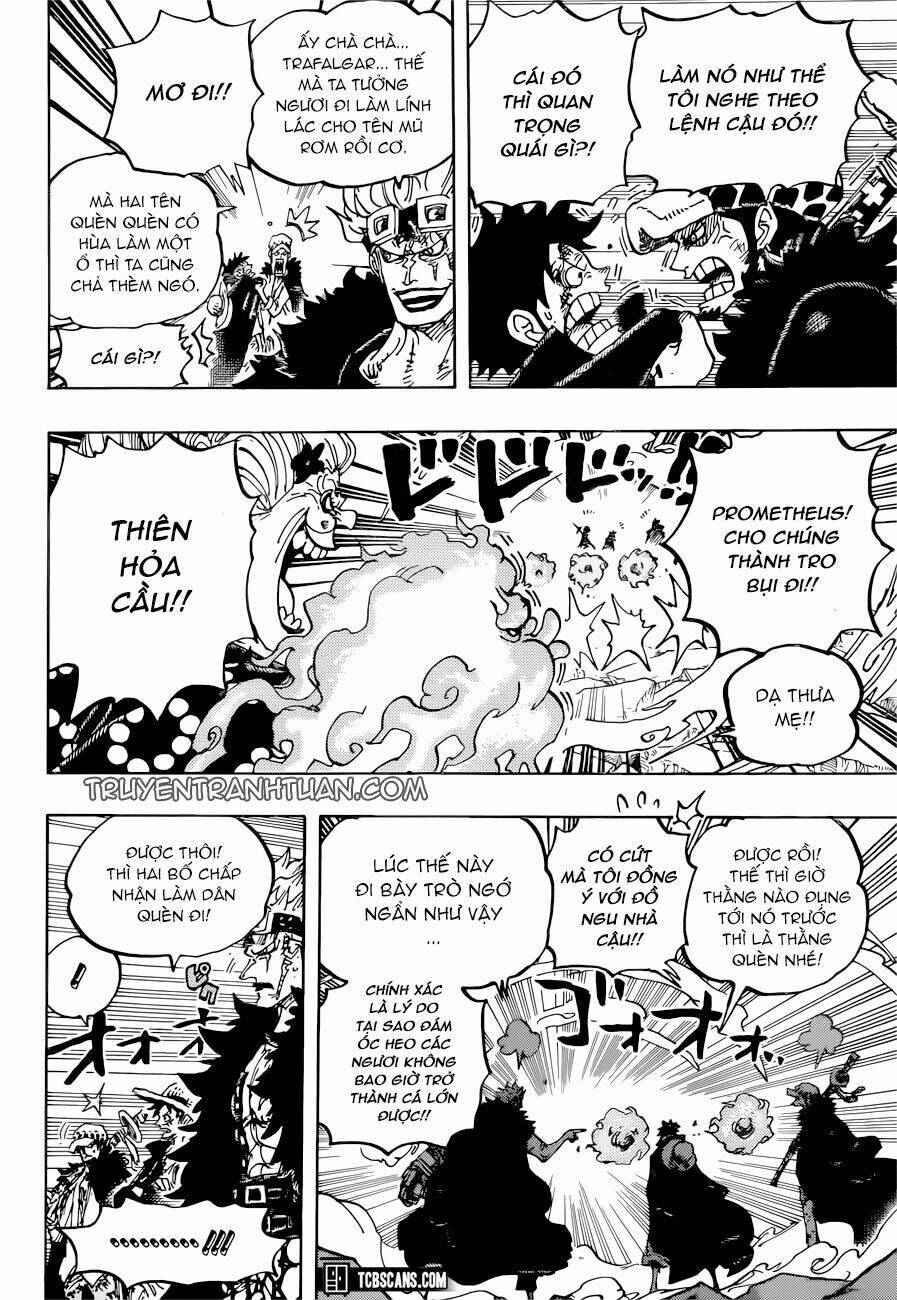 LÀM NÓ NHƯ THỂ
TÔI NGHE THEO
LỆNH CẬU ĐÓ!!
CÁI ĐÓ
THÌ QUAN
TRỌNG
QUÁI GÌ?!
ẤY CHÀ CHÀ...
TRAFALGAR... THẾ
MÀ TA TƯỞNG
NGƯƠI ĐI LÀM LÍNH
LÁC CHO TÊN MŨ
RƠM RỒI CƠ.
MƠ ĐI!!
MÀ HAI TÊN
QUÈN QUÈN CÓ
HÙA LÀM MỘT
Ổ THÌ TA CŨNG
CHẢ THÈM NGÓ.
CÁI GÌ?!
PROMETHEUS!
CHO CHÚNG
THÀNH TRO
BỤI ĐI!!
ドドド!!
DẠ THƯA
MẸ!!
THIÊN
HỎA
CẦU!!
TRUYENTRANHTUAN.COM
ĐƯỢC RỒI!
THẾ THÌ GIỜ
THẰNG NÀO ĐỤNG
TỚI NÓ TRƯỚC
THÌ LÀ THẰNG
QUÈN NHÉ!
CÓ CỨT
MÀ TÔI ĐỒNG
Ý VỚI ĐỒ
NGU NHÀ
CẬU!!
LÚC THẾ NÀY
ĐI BÀY TRÒ NGỚ
NGẨN NHƯ VẬY
...
CHÍNH XÁC
LÀ LÝ DO
TẠI SAO ĐÁM
ÓC HEO CÁC
NGƯƠI KHÔNG
BAO GIỜ TRỞ
THÀNH CÁ LỚN
ĐƯỢC!!
ゴオオ
ĐƯỢC THÔI!
THÌ HAI BỐ CHẤP
NHẬN LÀM DÂN
QUÈN ĐI!
!
オオオ
..........!!!
TCBSCANS.COM